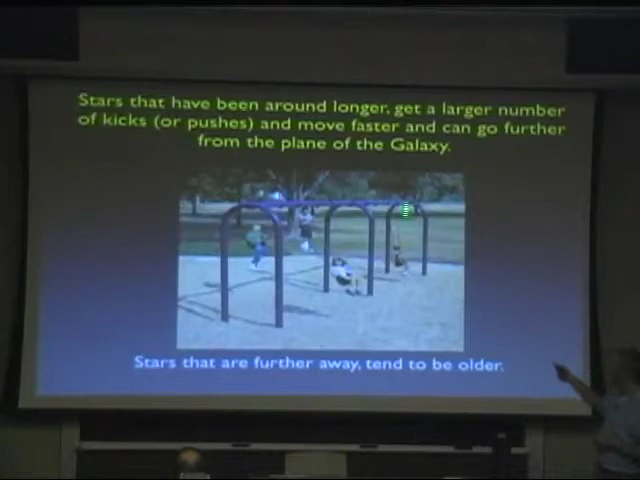 Stars that have been around longer, get a larger number
of kicks (or pushes) and move faster and can go further
from the plane of the Galaxy.
Stars that are further away, tend to be older.